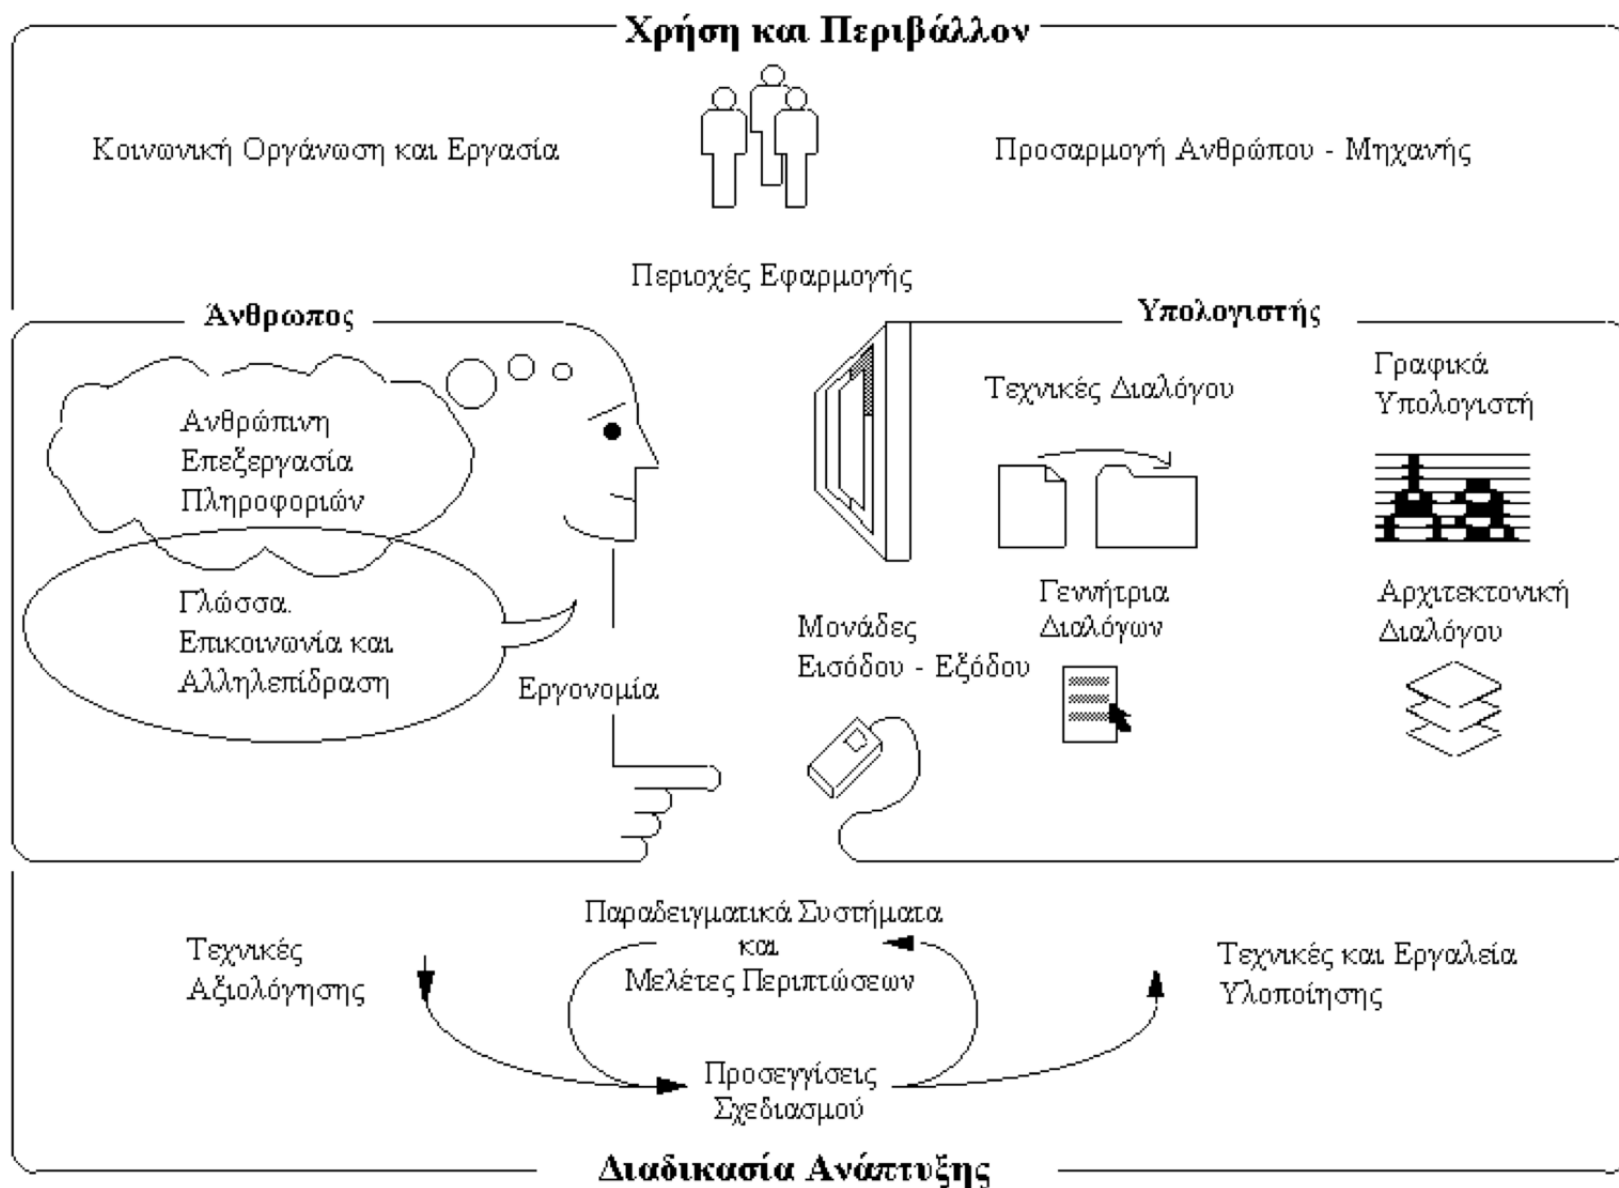 Χρήση και Περιβάλλον
Κοινωνική Οργάνωση και Εργασία
Προσαρμογή Ανθρώπου - Μηχανής
Περιοχές Εφαρμογής
Άνθρωπος
Ανθρώπινη
Επεξεργασία
Πληροφοριών
Γλώσσα.
Επικοινωνία και
Αλληλεπίδραση
Εργονομία
Υπολογιστής
Τεχνικές Διαλόγου
Γραφικά
Υπολογιστή
Μονάδες
Εισόδου - Εξόδου
Γεννήτρια
Διαλόγων
Αρχιτεκτονική
Διαλόγου
Τεχνικές
Αξιολόγησης
Παραδειγματικά Συστήματα
και
Μελέτες Περιπτώσεων
Προσεγγίσεις
Σχεδιασμού
Τεχνικές και Εργαλεία
Υλοποίησης
Διαδικασία Ανάπτυξης